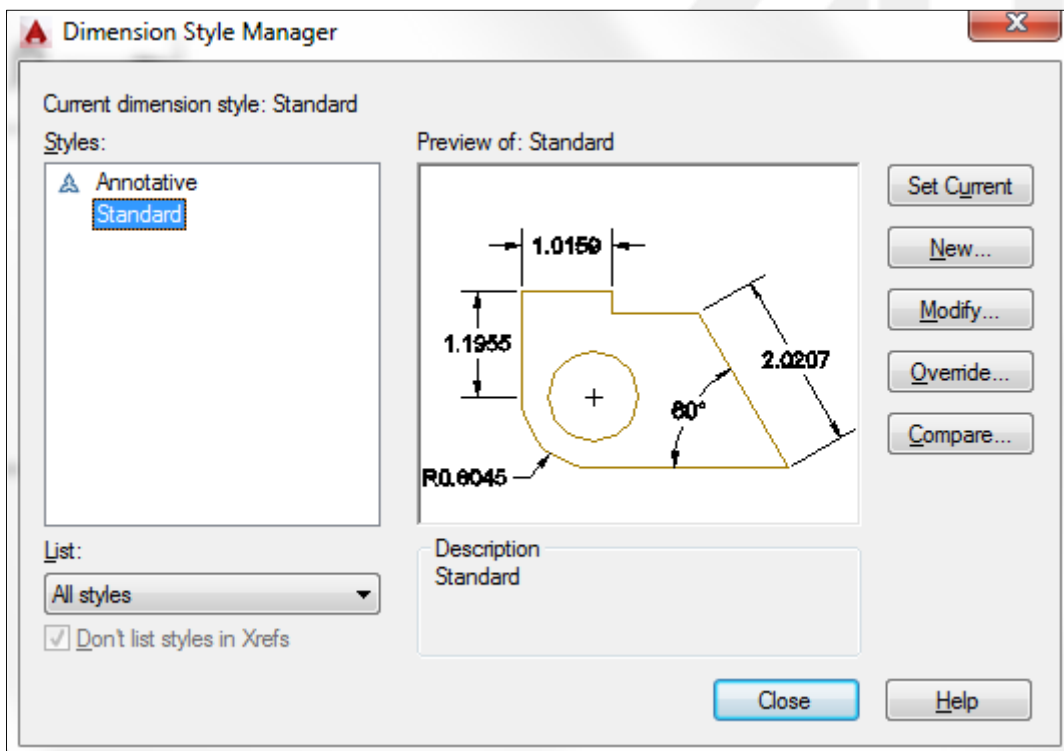 Dimension Style Manager
X
Current dimension style: Standard
Styles:
Annotative
Standard
Preview of: Standard
1.0159
1.1955
2.0207
60°
R0.8045
Set Current
New...
Modify...
Override...
Compare...
List:
All styles
Don't list styles in Xrefs
Description
Standard
Close
Help